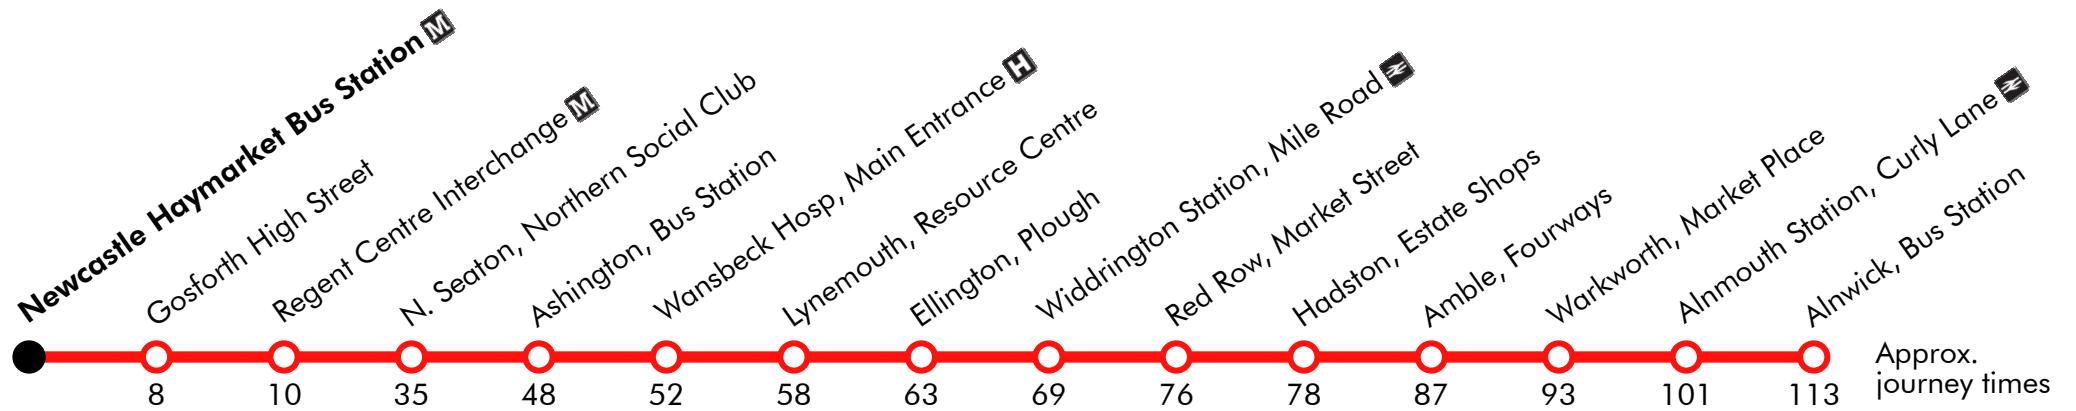 Newcastle Haymarket Bus Station M
Gosforth High Street
Regent Centre Interchange M
N. Seaton, Northern Social Club
Ashington, Bus Station
Wansbeck Hosp, Main Entrance H
Lynemouth, Resource Centre
Ellington, Plough
Widdrington Station, Mile Road
Red Row, Market Street
Hadston, Estate Shops
Amble, Fourways
Warkworth, Market Place
Alnmouth Station, Curly Lane
Alnwick, Bus Station
8 10 35 48 52 58 63 69 76 78 87 93 101 113
Approx.
journey times